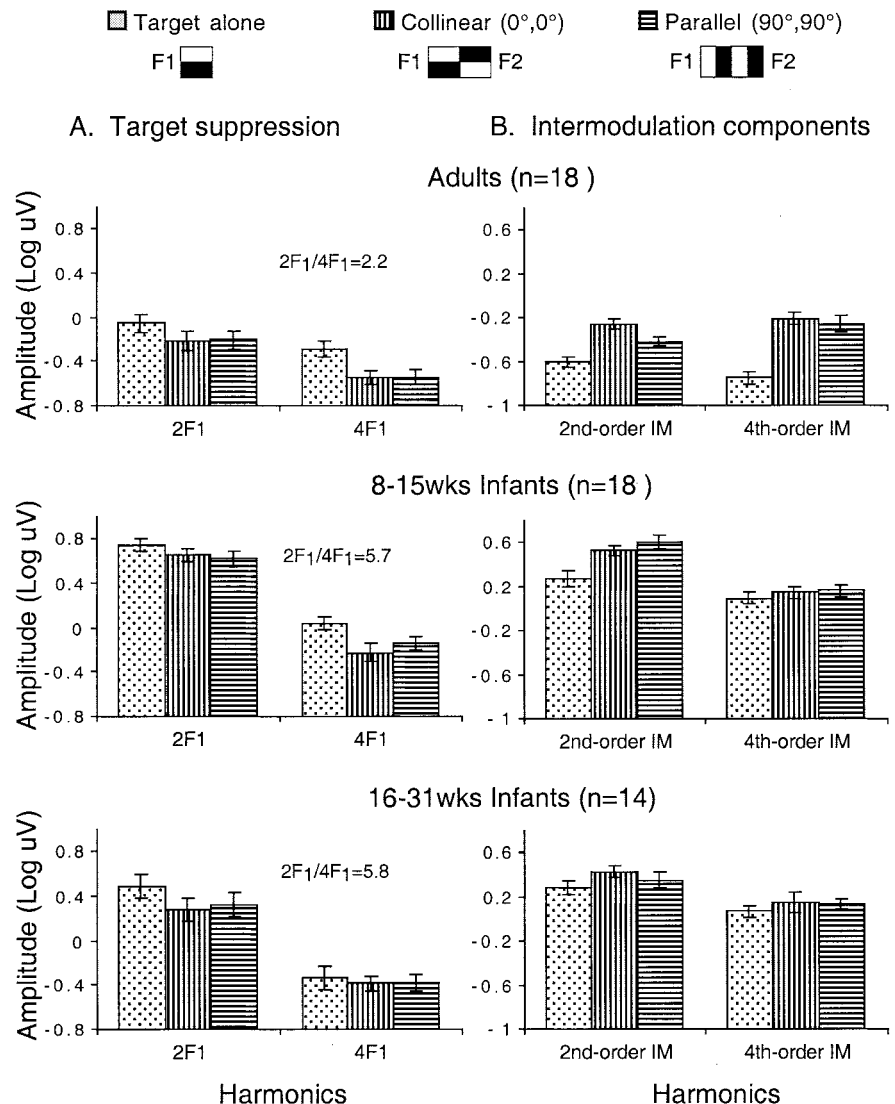 Target alone Collinear (0°,0°) Parallel (90°,90°)
F1 F1 F2 F1 F2
A. Target suppression B. Intermodulation components
Adults (n=18 )
Amplitude (Log uV)
0.8
0.4
0
-0.4
-0.8
2F1/4F1=2.2
2F1 4F1
0.6
0.2
-0.2
-0.6
- 1
2nd-order IM 4th-order IM
8-15wks Infants (n=18 )
Amplitude (Log uV)
0.8
0.4
0
-0.4
-0.8
2F1/4F1=5.7
2F1 4F1
0.6
0.2
-0.2
-0.6
- 1
2nd-order IM 4th-order IM
16-31wks Infants (n=14)
Amplitude (Log uV)
0.8
0.4
0
-0.4
-0.8
2F1/4F1=5.8
2F1 4F1
0.6
0.2
-0.2
-0.6
- 1
2nd-order IM 4th-order IM
Harmonics Harmonics